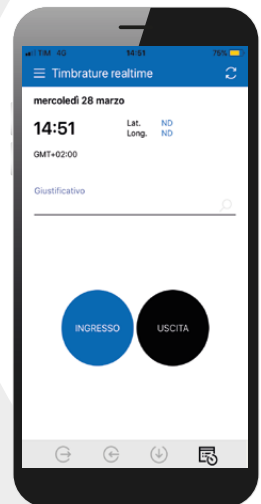 TIM 4G 14:51 75%
Timbrature realtime
mercoledì 28 marzo
14:51 Lat. ND
Long. ND
GMT+02:00
Giustificativo
INGRESSO USCITA